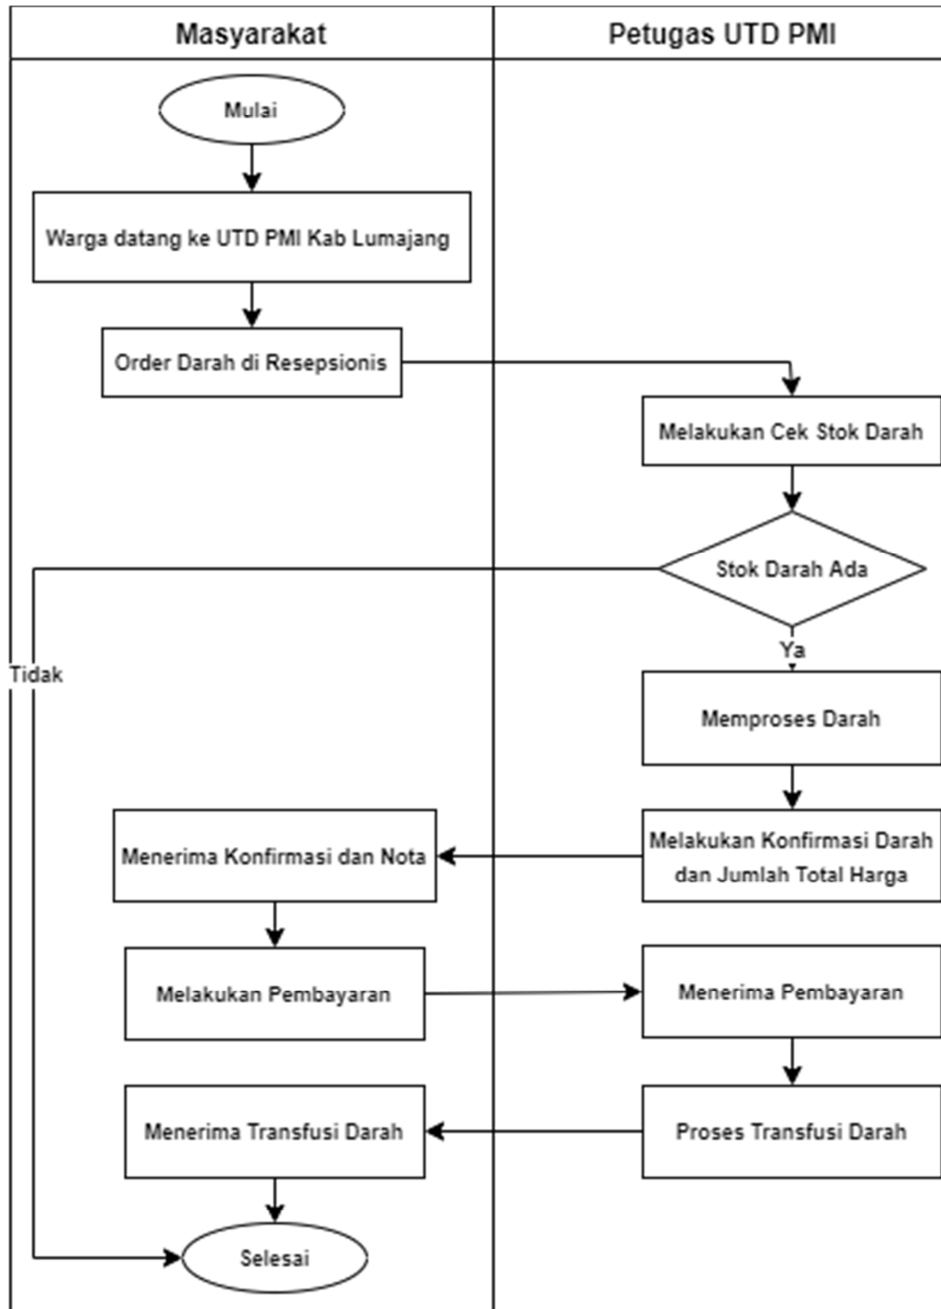 Masyarakat
Petugas UTD PMI
Mulai
Warga datang ke UTD PMI Kab Lumajang
Order Darah di Resepsionis
Melakukan Cek Stok Darah
Stok Darah Ada
Ya
Tidak
Memproses Darah
Melakukan Konfirmasi Darah
dan Jumlah Total Harga
Menerima Konfirmasi dan Nota
Melakukan Pembayaran
Menerima Pembayaran
Proses Transfusi Darah
Menerima Transfusi Darah
Selesai